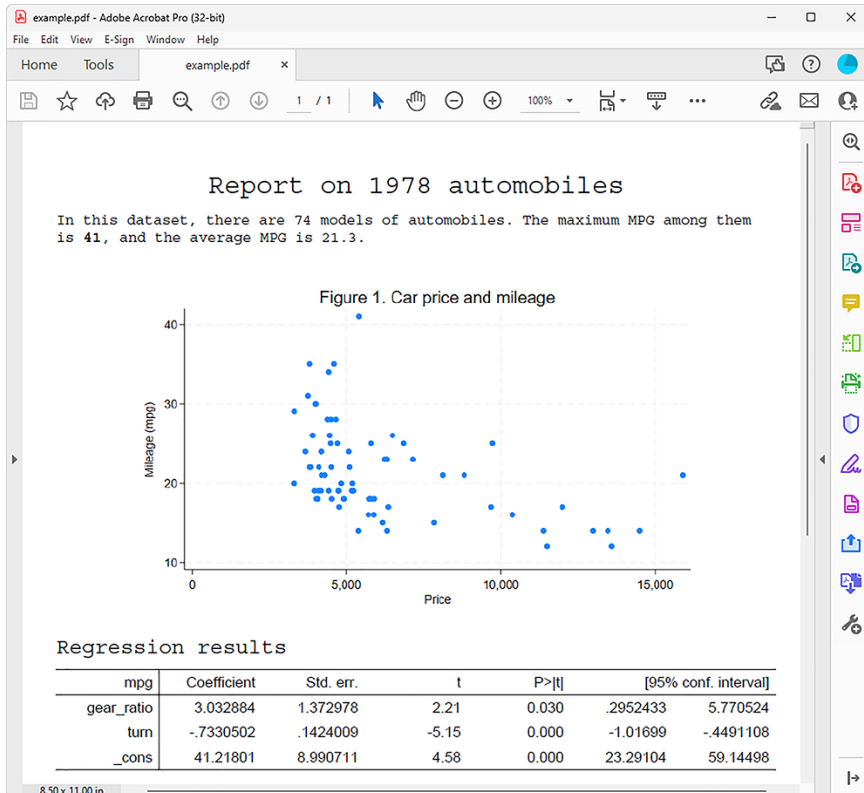 example.pdf - Adobe Acrobat Pro (32-bit)
File Edit View E-Sign Window Help
Home Tools example.pdf ×
1 / 1 100%
Report on 1978 automobiles
In this dataset, there are 74 models of automobiles. The maximum MPG among them
is 41, and the average MPG is 21.3.
Figure 1. Car price and mileage
40
30
20
10
Mileage (mpg)
0 5,000 10,000 15,000
Price
Regression results
mpg Coefficient Std. err. t P>|t| [95% conf. interval]
gear_ratio 3.032884 1.372978 2.21 0.030 .2952433 5.770524
turn -.7330502 .1424009 -5.15 0.000 -1.01699 -.4491108
_cons 41.21801 8.990711 4.58 0.000 23.29104 59.14498
8.50 x 11.00 in